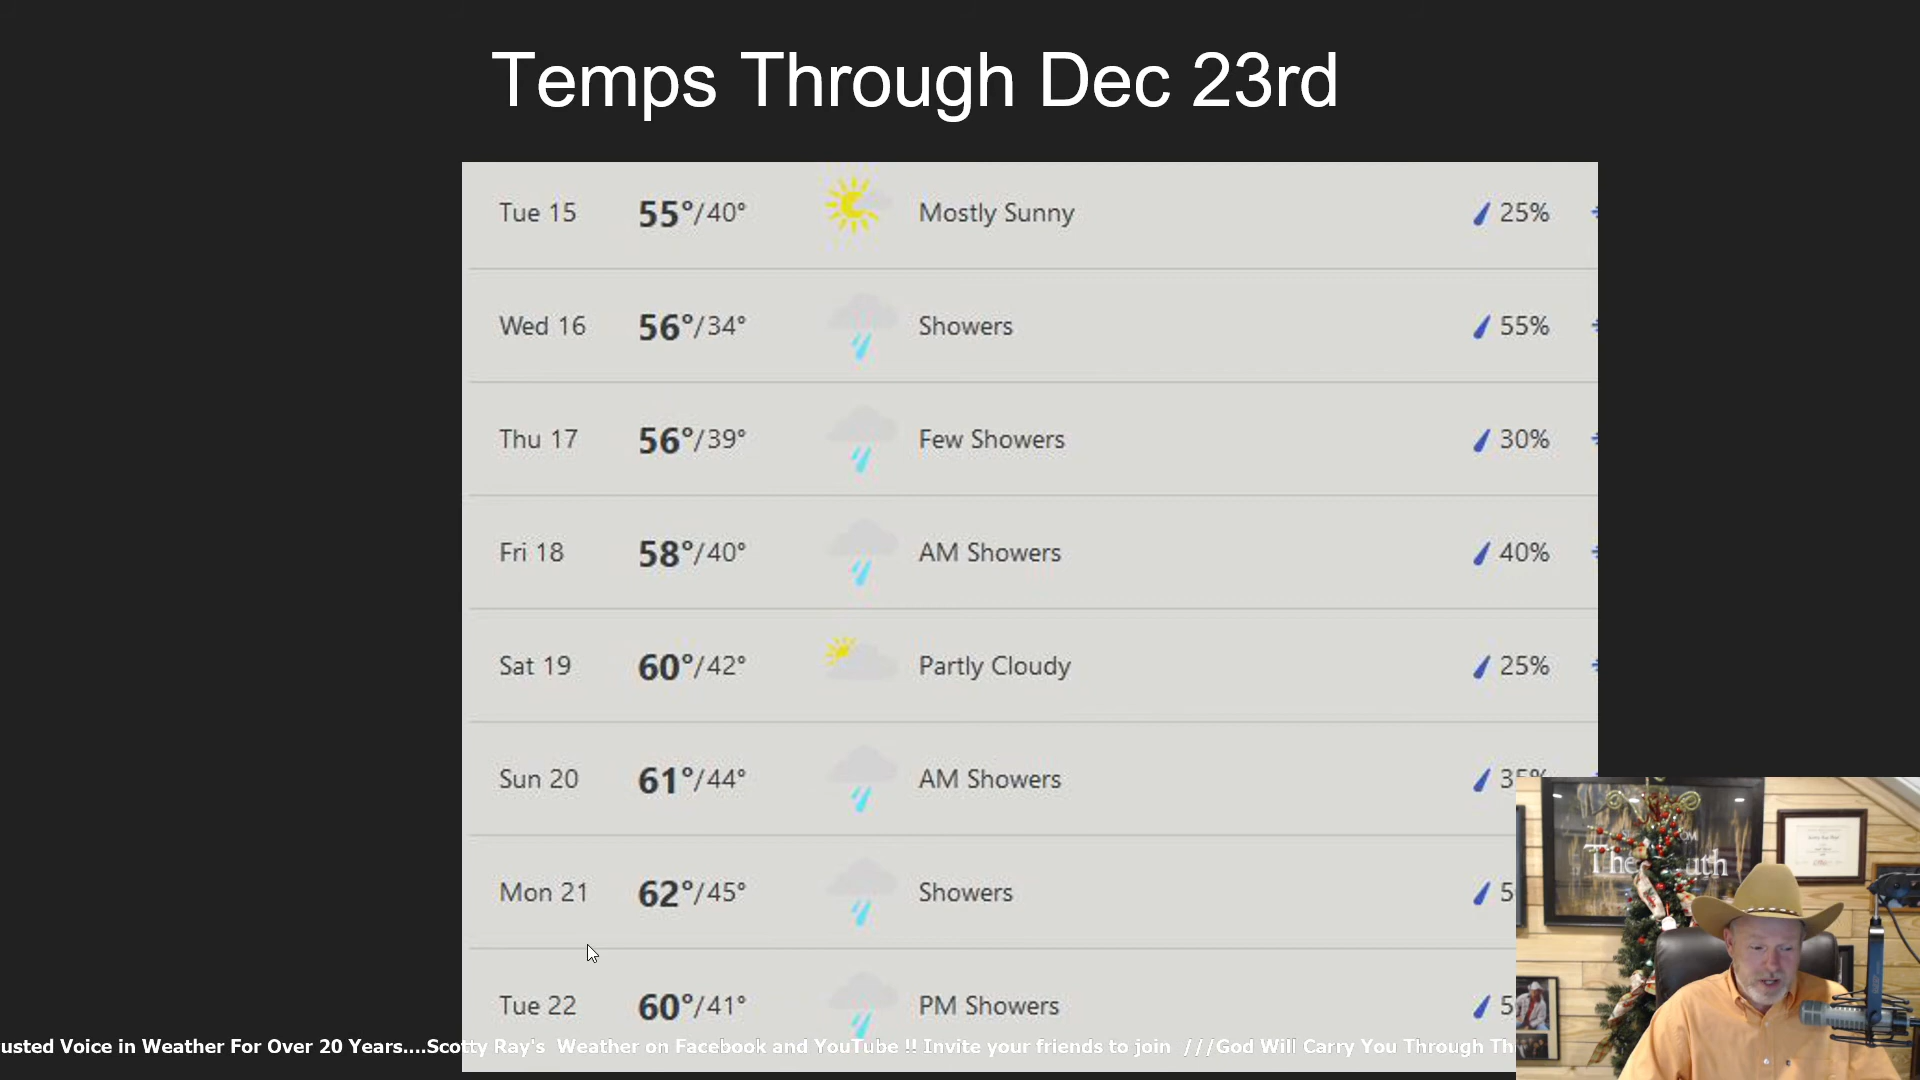 Temps Through Dec 23rd
Tue 15 55°/40° Mostly Sunny 25%
Wed 16 56°/34° Showers 55%
Thu 17 56°/39° Few Showers 30%
Fri 18 58°/40° AM Showers 40%
Sat 19 60°/42° Partly Cloudy 25%
Sun 20 61°/44° AM Showers 35%
Mon 21 62°/45° Showers 5
Tue 22 60°/41° PM Showers 5
usted Voice in Weather For Over 20 Years....Scotty Ray's Weather on Facebook and YouTube !! Invite your friends to join ///God Will Carry You Through Th